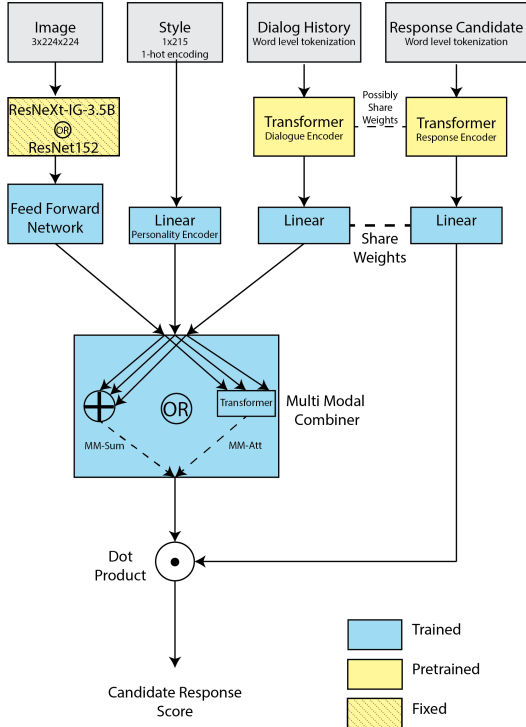 Image
3x224x224
Style
1x215
1-hot encoding
Dialog History
Word level tokenization
Response Candidate
Word level tokenization
ResNeXt-IG-3.5B
OR
ResNet152
Transformer
Dialogue Encoder
Possibly
Share
Weights
Transformer
Response Encoder
Feed Forward
Network
Linear
Personality Encoder
Linear
Share
Weights
Linear
OR
Transformer
MM-Sum
MM-Att
Multi Modal
Combiner
Dot
Product
Candidate Response
Score
Trained
Pretrained
Fixed